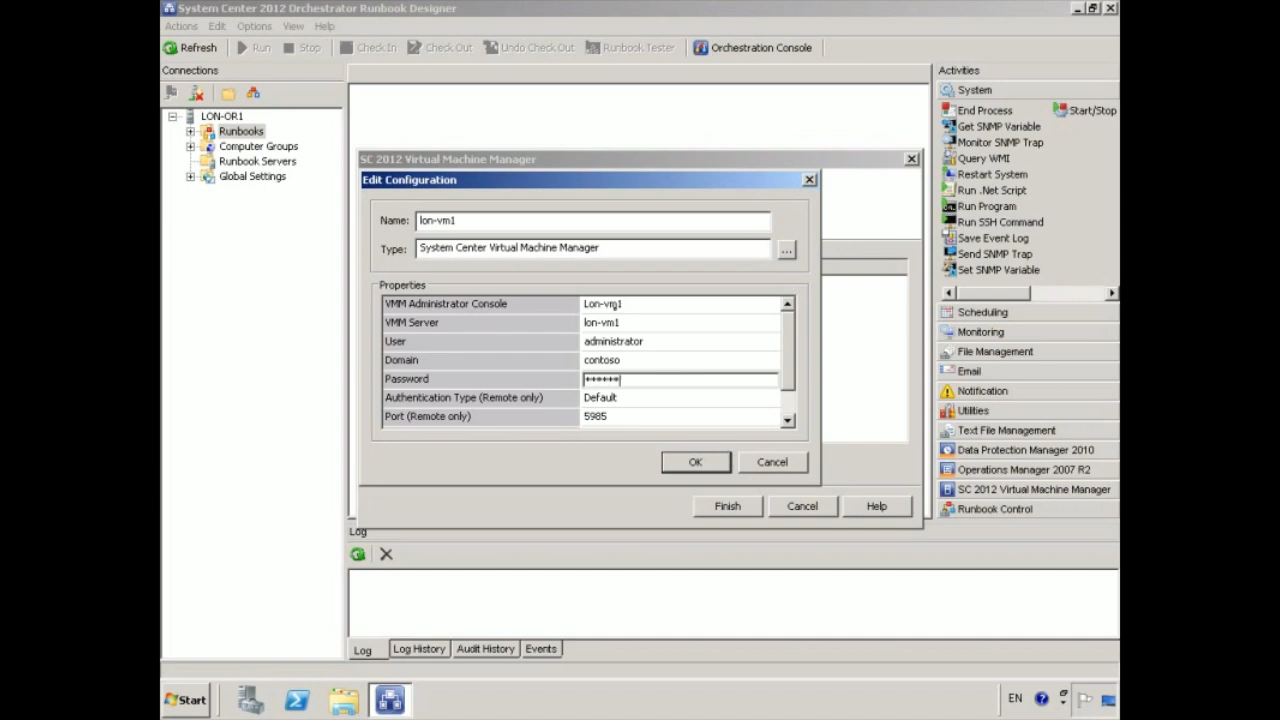 System Center 2012 Orchestrator Runbook Designer
Actions Edit Options View Help
Refresh Run Stop Check In Check Out Undo Check Out Runbook Tester Orchestration Console
Connections
LON-OR1
Runbooks
Computer Groups
Runbook Servers
Global Settings
SC 2012 Virtual Machine Manager
Edit Configuration
Name: lon-vm1
Type: System Center Virtual Machine Manager ...
Properties
VMM Administrator Console
VMM Server lon-vm1
User administrator
Domain contoso
Password ******
Authentication Type (Remote only) Default
Port (Remote only) 5985
OK Cancel
Finish Cancel Help
Log
Log Log History Audit History Events
Activities
System
End Process Start/Stop
Get SNMP Variable
Monitor SNMP Trap
Query WMI
Restart System
Run .Net Script
Run Program
Run SSH Command
Save Event Log
Send SNMP Trap
Set SNMP Variable
Scheduling
Monitoring
File Management
Email
Notification
Utilities
Text File Management
Data Protection Manager 2010
Operations Manager 2007 R2
SC 2012 Virtual Machine Manager
Runbook Control
Start EN